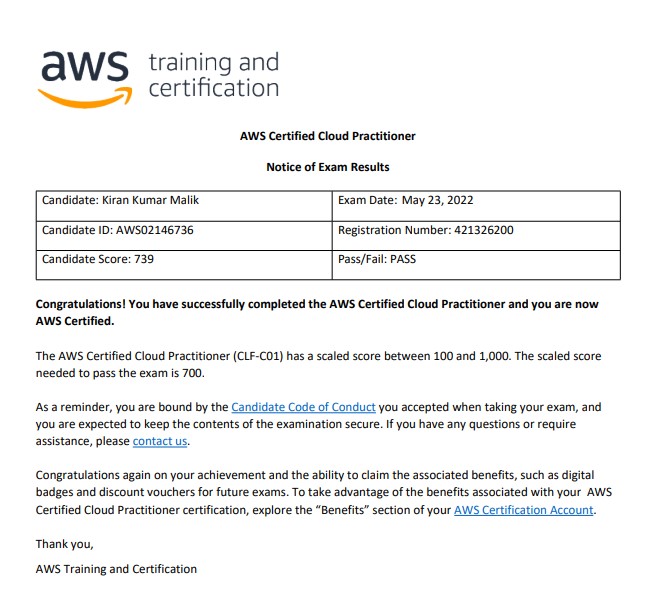 aws training and
certification
AWS Certified Cloud Practitioner
Notice of Exam Results
Candidate: Kiran Kumar Malik
Exam Date: May 23, 2022
Candidate ID: AWS02146736
Registration Number: 421326200
Candidate Score: 739
Pass/Fail: PASS
Congratulations! You have successfully completed the AWS Certified Cloud Practitioner and you are now
AWS Certified.
The AWS Certified Cloud Practitioner (CLF-C01) has a scaled score between 100 and 1,000. The scaled score
needed to pass the exam is 700.
As a reminder, you are bound by the Candidate Code of Conduct you accepted when taking your exam, and
you are expected to keep the contents of the examination secure. If you have any questions or require
assistance, please contact us.
Congratulations again on your achievement and the ability to claim the associated benefits, such as digital
badges and discount vouchers for future exams. To take advantage of the benefits associated with your AWS
Certified Cloud Practitioner certification, explore the “Benefits” section of your AWS Certification Account.
Thank you,
AWS Training and Certification